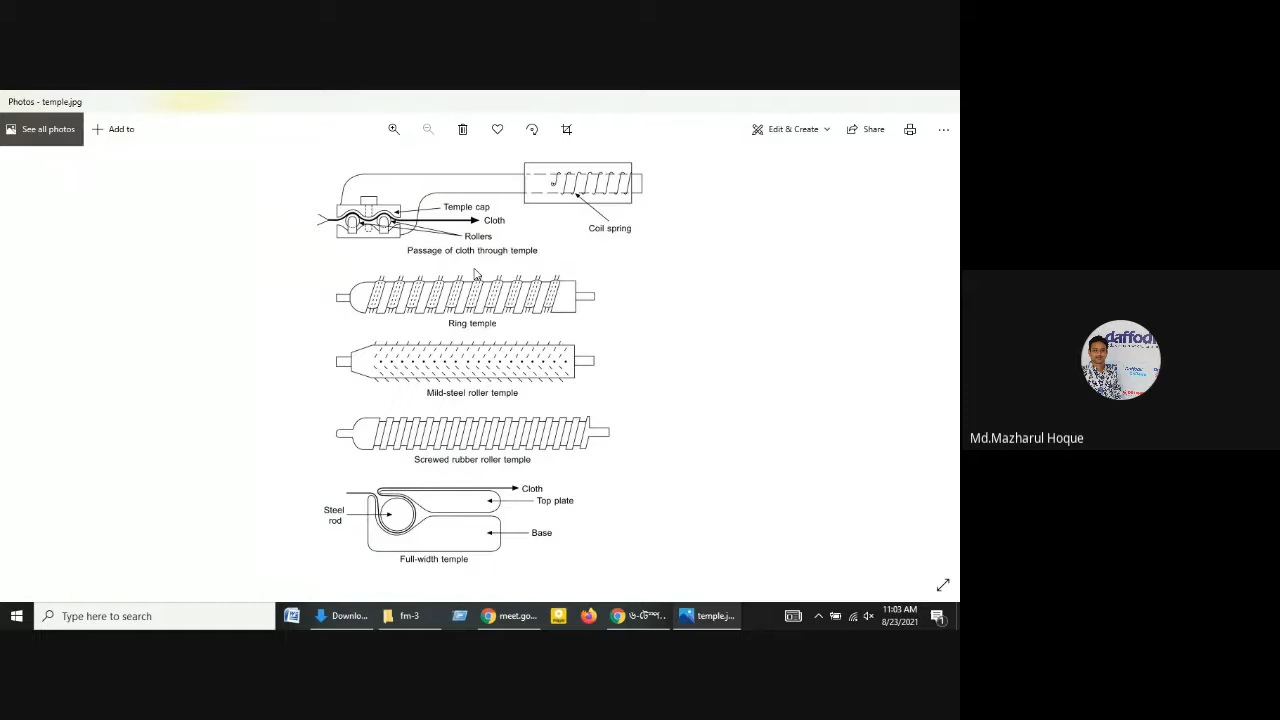 Photos - temple.jpg
See all photos
Add to
Edit & Create
Share
Temple cap
Cloth
Coil spring
Rollers
Passage of cloth through temple
Ring temple
Mild-steel roller temple
Screwed rubber roller temple
Cloth
Top plate
Steel
rod
Base
Full-width temple
Type here to search
Downlo...
fm-3
meet.go...
temple.j...
11:03 AM
8/23/2021
1
daffodi
Md.Mazharul Hoque